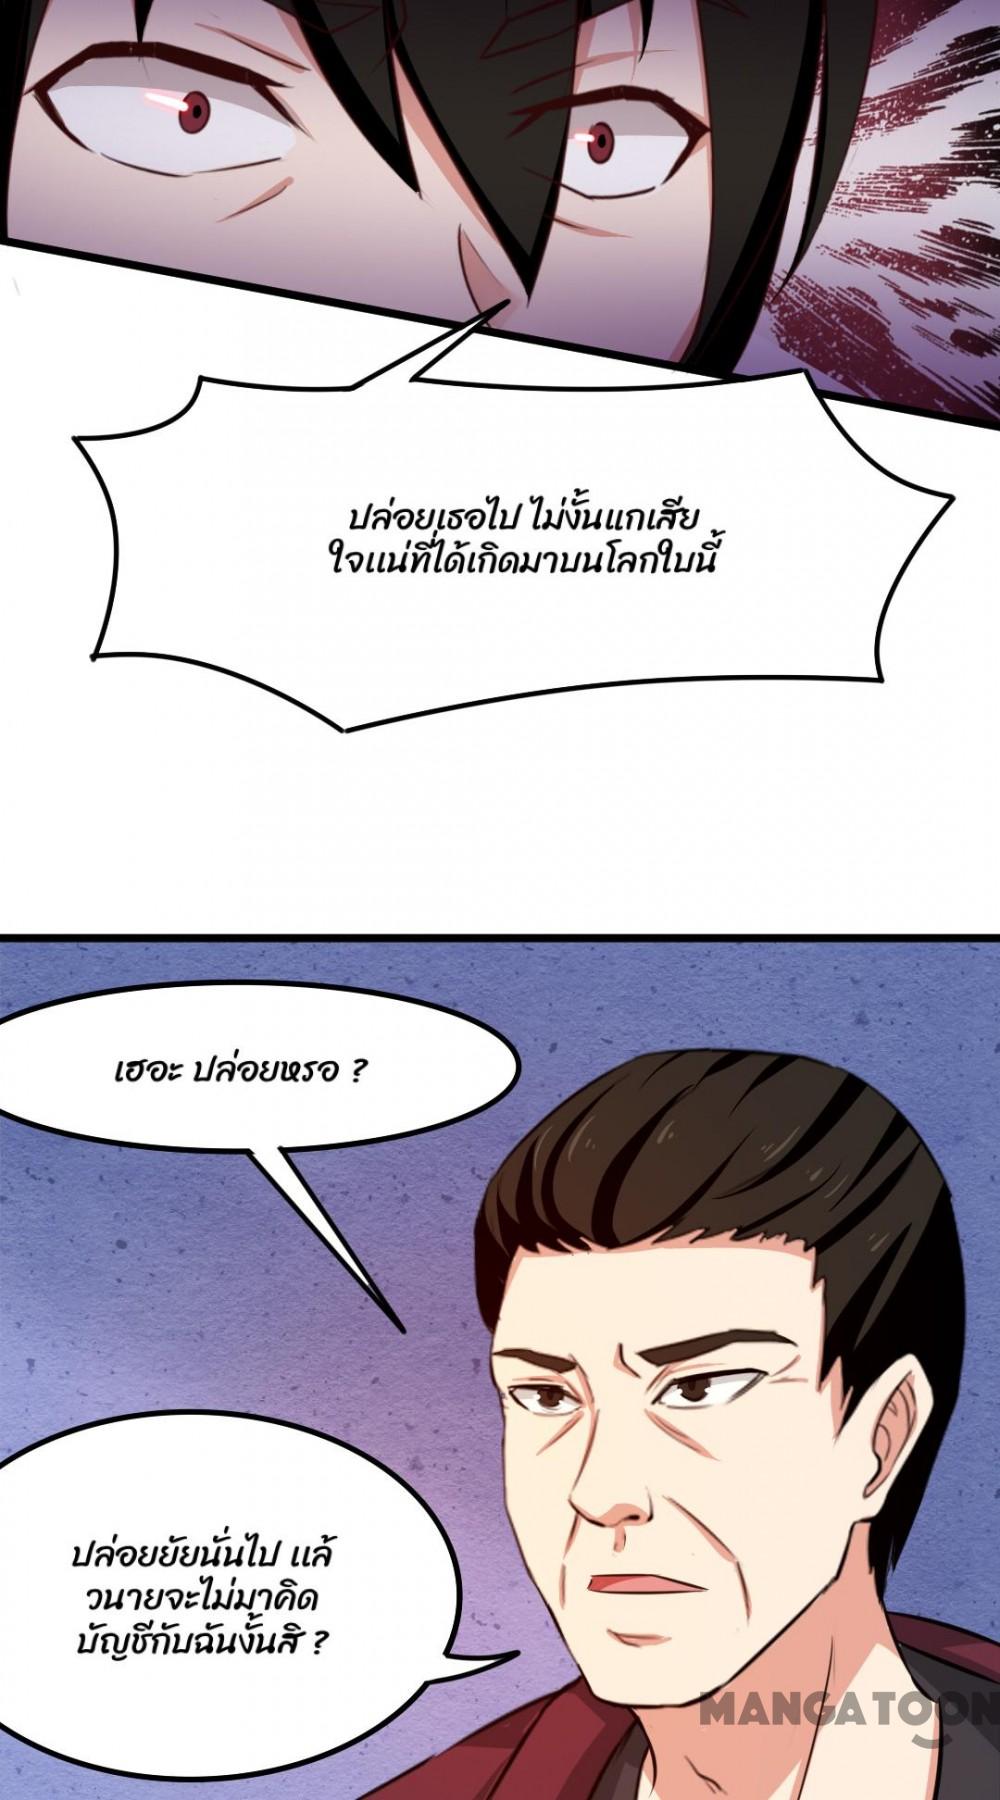 ปล่อยเธอไป ไม่งั้นแกเสีย
ใจแน่ที่ได้เกิดมาบนโลกใบนี้
เฮอะ ปล่อยหรอ ?
ปล่อยยัยนั่นไป แล้
วนายจะไม่มาคิด
บัญชีกับฉันงั้นสิ ?
MANGATOON